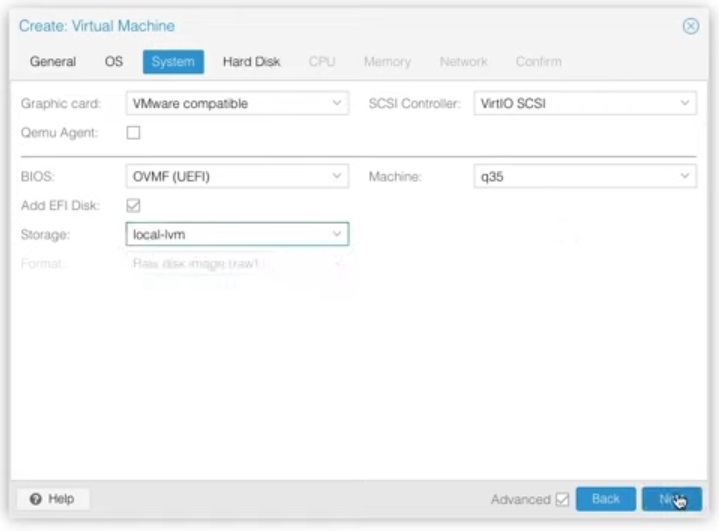 Create: Virtual Machine
General OS System Hard Disk CPU Memory Network Confirm
Graphic card: VMware compatible SCSI Controller: VirtIO SCSI
Qemu Agent:
BIOS: OVMF (UEFI) Machine: q35
Add EFI Disk:
Storage: local-lvm
Format: Raw disk image (raw)
Help Advanced Back